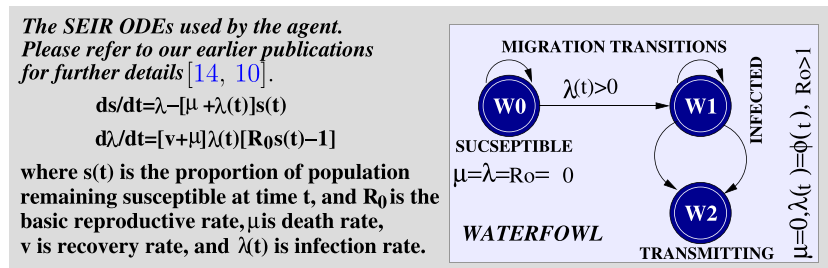 The SEIR ODEs used by the agent.
Please refer to our earlier publications
for further details [14, 10].
ds/dt=λ−[μ +λ(t)]s(t)
dλ/dt=[v+μ]λ(t)[R₀s(t)−1]
where s(t) is the proportion of population
remaining susceptible at time t, and R₀ is the
basic reproductive rate, μ is death rate,
v is recovery rate, and λ(t) is infection rate.
MIGRATION TRANSITIONS
W0
λ(t)>0
W1
INFECTED
SUCSEPTIBLE
μ=λ=Ro= 0
W2
WATERFOWL
TRANSMITTING
μ=0,λ(t )=ϕ(t), Ro>1